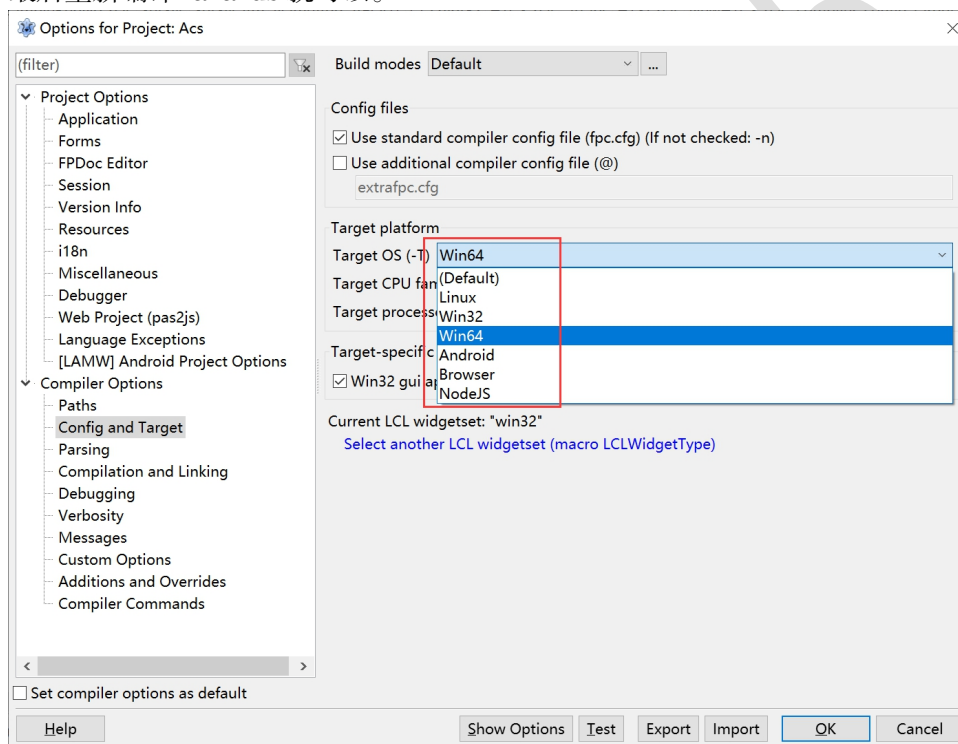 Options for Project: Acs
(filter)
Build modes Default
...
Project Options
Application
Forms
FPDoc Editor
Session
Version Info
Resources
i18n
Miscellaneous
Debugger
Web Project (pas2js)
Language Exceptions
[LAMW] Android Project Options
Compiler Options
Paths
Config and Target
Parsing
Compilation and Linking
Debugging
Verbosity
Messages
Custom Options
Additions and Overrides
Compiler Commands
Config files
Use standard compiler config file (fpc.cfg) (If not checked: -n)
Use additional compiler config file (@)
extrafpc.cfg
Target platform
Target OS (-T) Win64
(Default)
Linux
Win32
Win64
Android
Browser
NodeJS
Target CPU
Target
Target-specific
Win32 gui
Current LCL widgetset: "win32"
Select another LCL widgetset (macro LCLWidgetType)
Set compiler options as default
Help
Show Options
Test
Export
Import
OK
Cancel